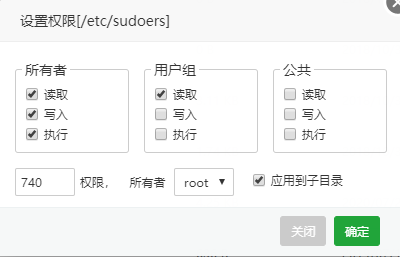 设置权限[/etc/sudoers]
所有者 用户组 公共
读取 读取 读取
写入 写入 写入
执行 执行 执行
740 权限， 所有者 root 应用到子目录
关闭 确定